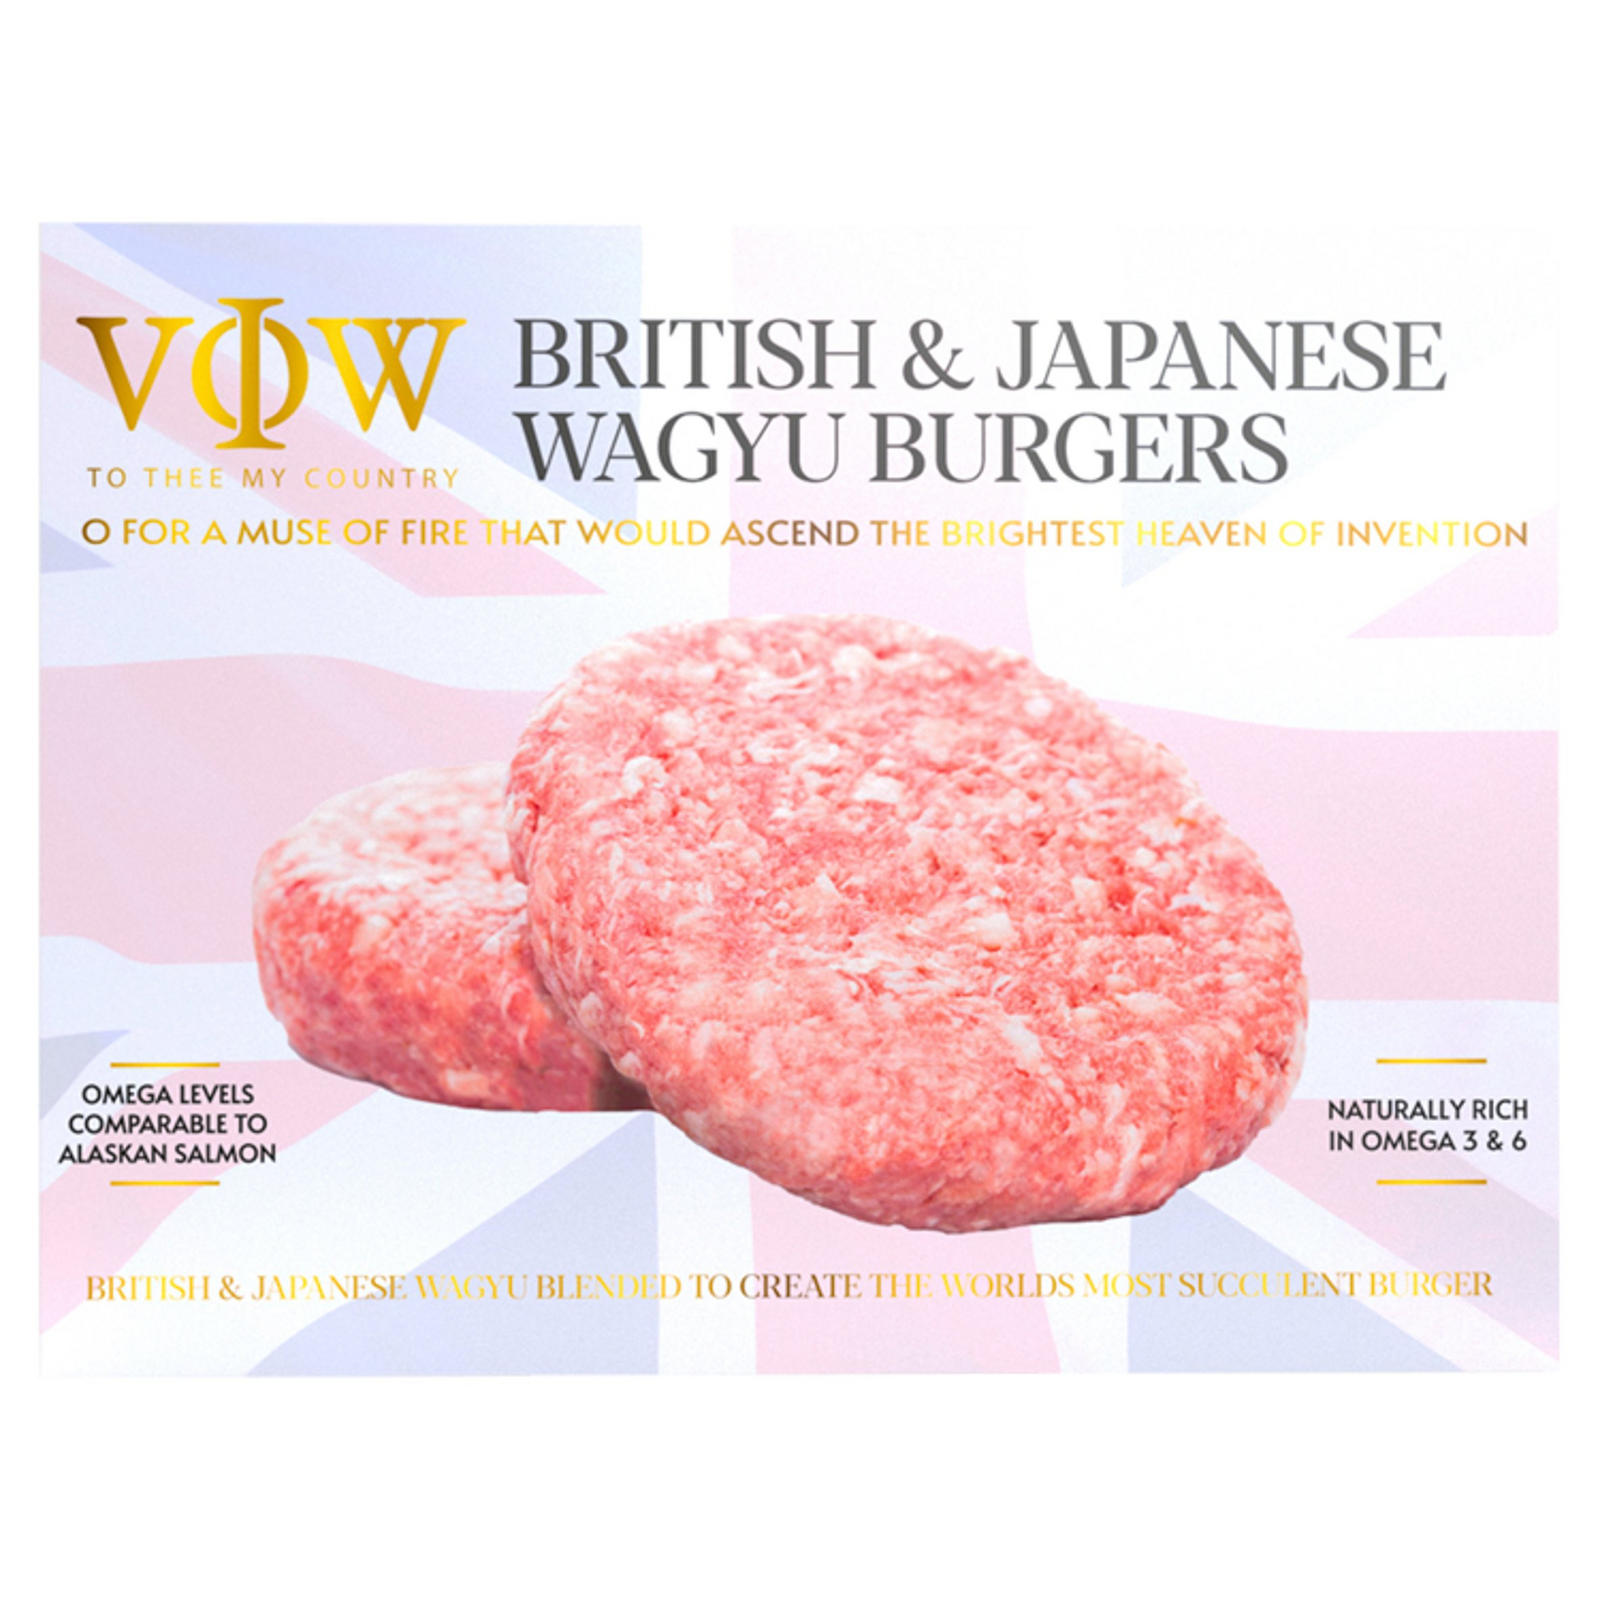 VΦW
TO THEE MY COUNTRY
BRITISH & JAPANESE
WAGYU BURGERS
O FOR A MUSE OF FIRE THAT WOULD ASCEND THE BRIGHTEST HEAVEN OF INVENTION
OMEGA LEVELS
COMPARABLE TO
ALASKAN SALMON
NATURALLY RICH
IN OMEGA 3 & 6
BRITISH & JAPANESE WAGYU BLENDED TO CREATE THE WORLDS MOST SUCCULENT BURGER